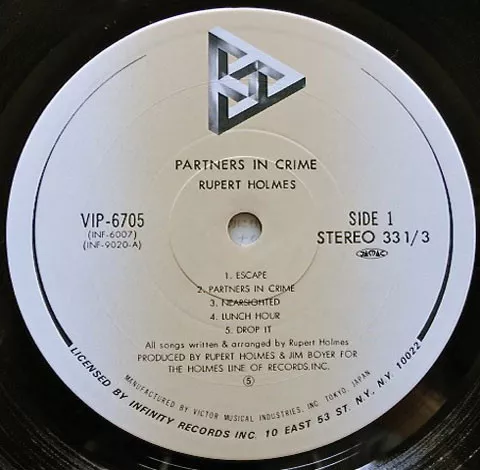 PARTNERS IN CRIME
RUPERT HOLMES
VIP-6705
(INF-6007)
(INF-9020-A)
SIDE 1
STEREO 33 1/3
1. ESCAPE
2. PARTNERS IN CRIME
3. NEARSIGHTED
4. LUNCH HOUR
5. DROP IT
All songs written & arranged by Rupert Holmes
PRODUCED BY RUPERT HOLMES & JIM BOYER FOR
THE HOLMES LINE OF RECORDS.INC.
⑤
MANUFACTURED BY VICTOR MUSICAL INDUSTRIES, INC. TOKYO, JAPAN
LICENSED BY INFINITY RECORDS INC. 10 EAST 53 ST. N.Y, N.Y. 10022